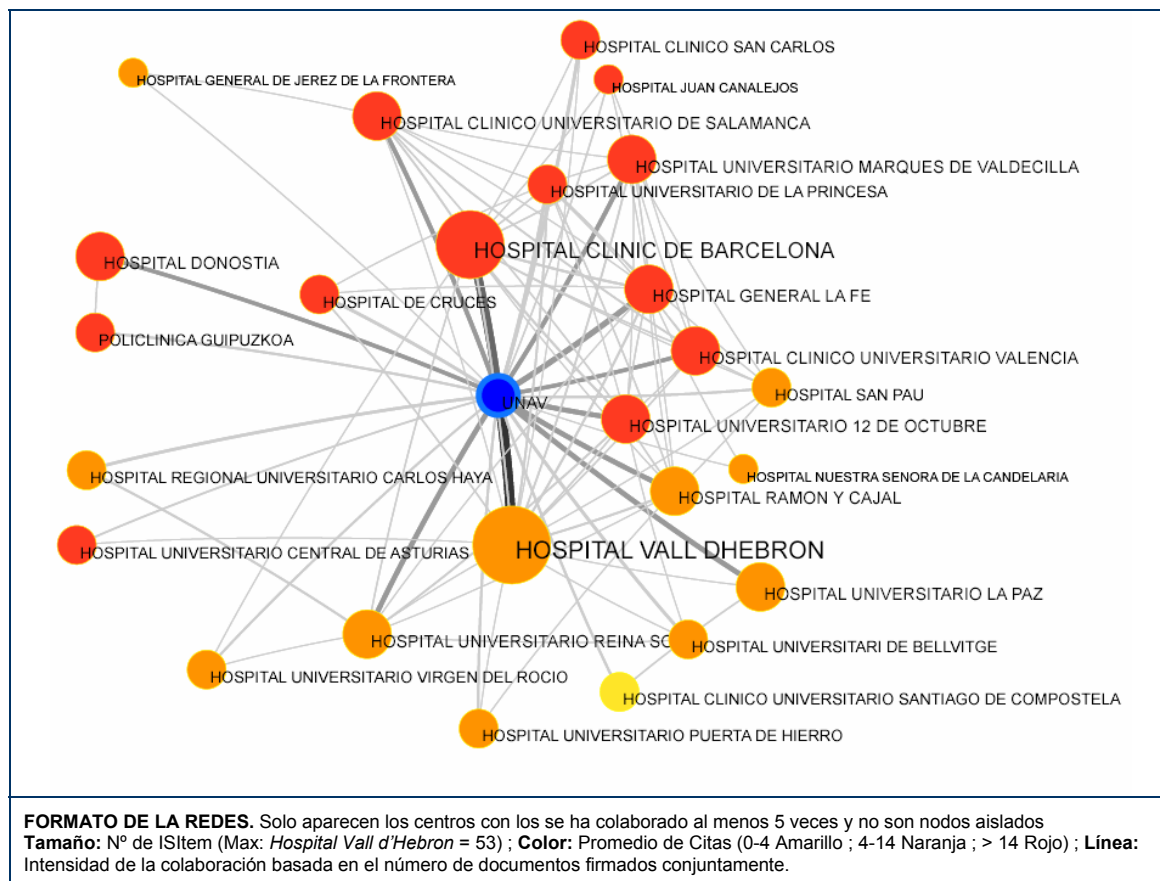 HOSPITAL CLINICO SAN CARLOS
HOSPITAL GENERAL DE JEREZ DE LA FRONTERA
HOSPITAL JUAN CANALEJOS
HOSPITAL CLINICO UNIVERSITARIO DE SALAMANCA
HOSPITAL UNIVERSITARIO MARQUES DE VALDECILLA
HOSPITAL UNIVERSITARIO DE LA PRINCESA
HOSPITAL CLINIC DE BARCELONA
HOSPITAL DONOSTIA
HOSPITAL DE CRUCES
HOSPITAL GENERAL LA FE
POLICLINICA GUIPUZKOA
HOSPITAL CLINICO UNIVERSITARIO VALENCIA
HOSPITAL SAN PAU
UNAV
HOSPITAL UNIVERSITARIO 12 DE OCTUBRE
HOSPITAL REGIONAL UNIVERSITARIO CARLOS HAYA
HOSPITAL NUESTRA SENORA DE LA CANDELARIA
HOSPITAL RAMON Y CAJAL
HOSPITAL UNIVERSITARIO CENTRAL DE ASTURIAS
HOSPITAL VALL DHEBRON
HOSPITAL UNIVERSITARIO LA PAZ
HOSPITAL UNIVERSITARIO REINA SO
HOSPITAL UNIVERSITARI DE BELLVITGE
HOSPITAL UNIVERSITARIO VIRGEN DEL ROCIO
HOSPITAL CLINICO UNIVERSITARIO SANTIAGO DE COMPOSTELA
HOSPITAL UNIVERSITARIO PUERTA DE HIERRO
FORMATO DE LA REDES. Solo aparecen los centros con los se ha colaborado al menos 5 veces y no son nodos aislados
Tamaño: Nº de ISItem (Max: Hospital Vall d'Hebron = 53) ; Color: Promedio de Citas (0-4 Amarillo ; 4-14 Naranja ; > 14 Rojo) ; Línea:
Intensidad de la colaboración basada en el número de documentos firmados conjuntamente.